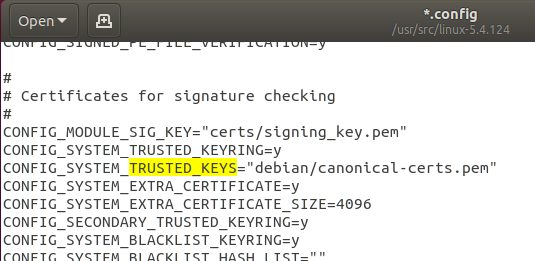 Open
*.config
/usr/src/linux-5.4.124
CONFIG_SIGNED_PE_FILE_VERIFICATION=y
#
# Certificates for signature checking
#
CONFIG_MODULE_SIG_KEY="certs/signing_key.pem"
CONFIG_SYSTEM_TRUSTED_KEYRING=y
CONFIG_SYSTEM_TRUSTED_KEYS="debian/canonical-certs.pem"
CONFIG_SYSTEM_EXTRA_CERTIFICATE=y
CONFIG_SYSTEM_EXTRA_CERTIFICATE_SIZE=4096
CONFIG_SECONDARY_TRUSTED_KEYRING=y
CONFIG_SYSTEM_BLACKLIST_KEYRING=y
CONFIG_SYSTEM_BLACKLIST_HASH_LIST=""